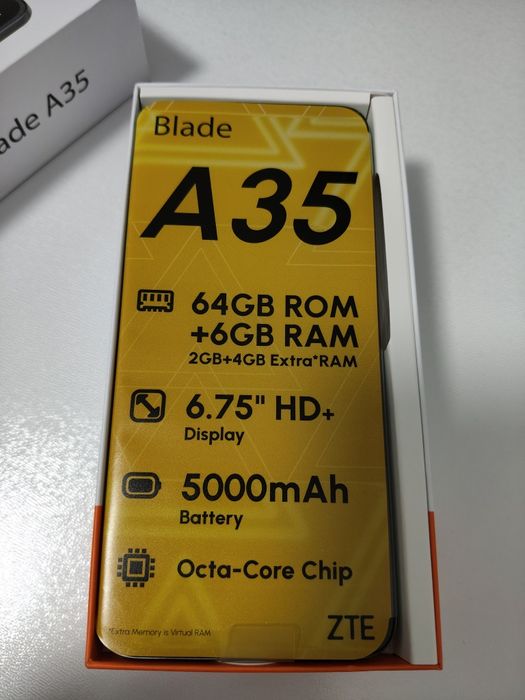 ade A35
Blade
A35
64GB ROM
+6GB RAM
2GB+4GB Extra*RAM
6.75" HD+
Display
5000mAh
Battery
Octa-Core Chip
*Extra Memory is Virtual RAM
ZTE